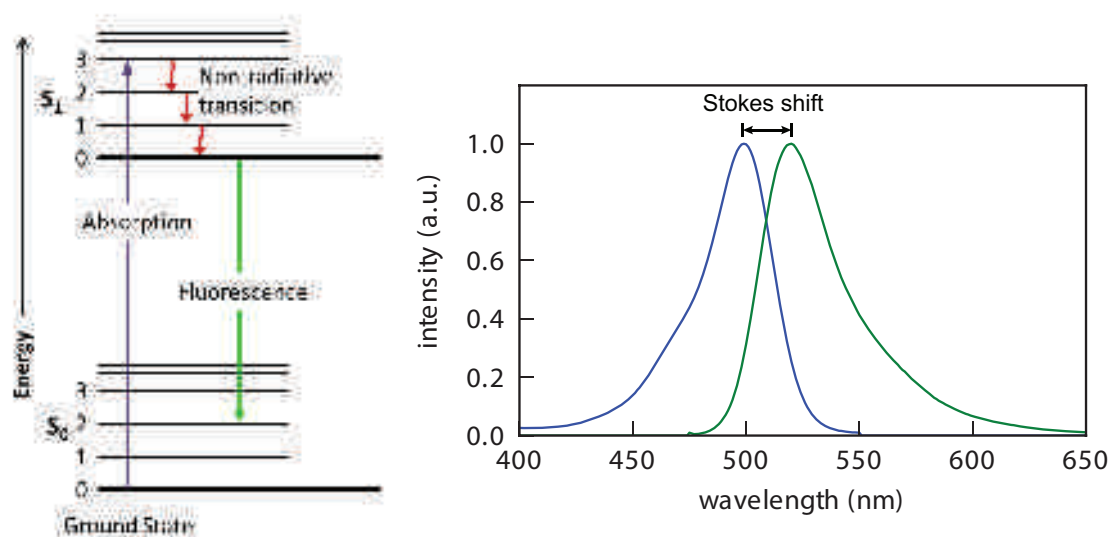 3
2
1
0
S₁
Non-radiative
transition
Absorption
Fluorescence
Energy
3
2
1
0
S₀
Ground State
Stokes shift
intensity (a.u.)
1.0
0.8
0.6
0.4
0.2
0.0
400 450 500 550 600 650
wavelength (nm)